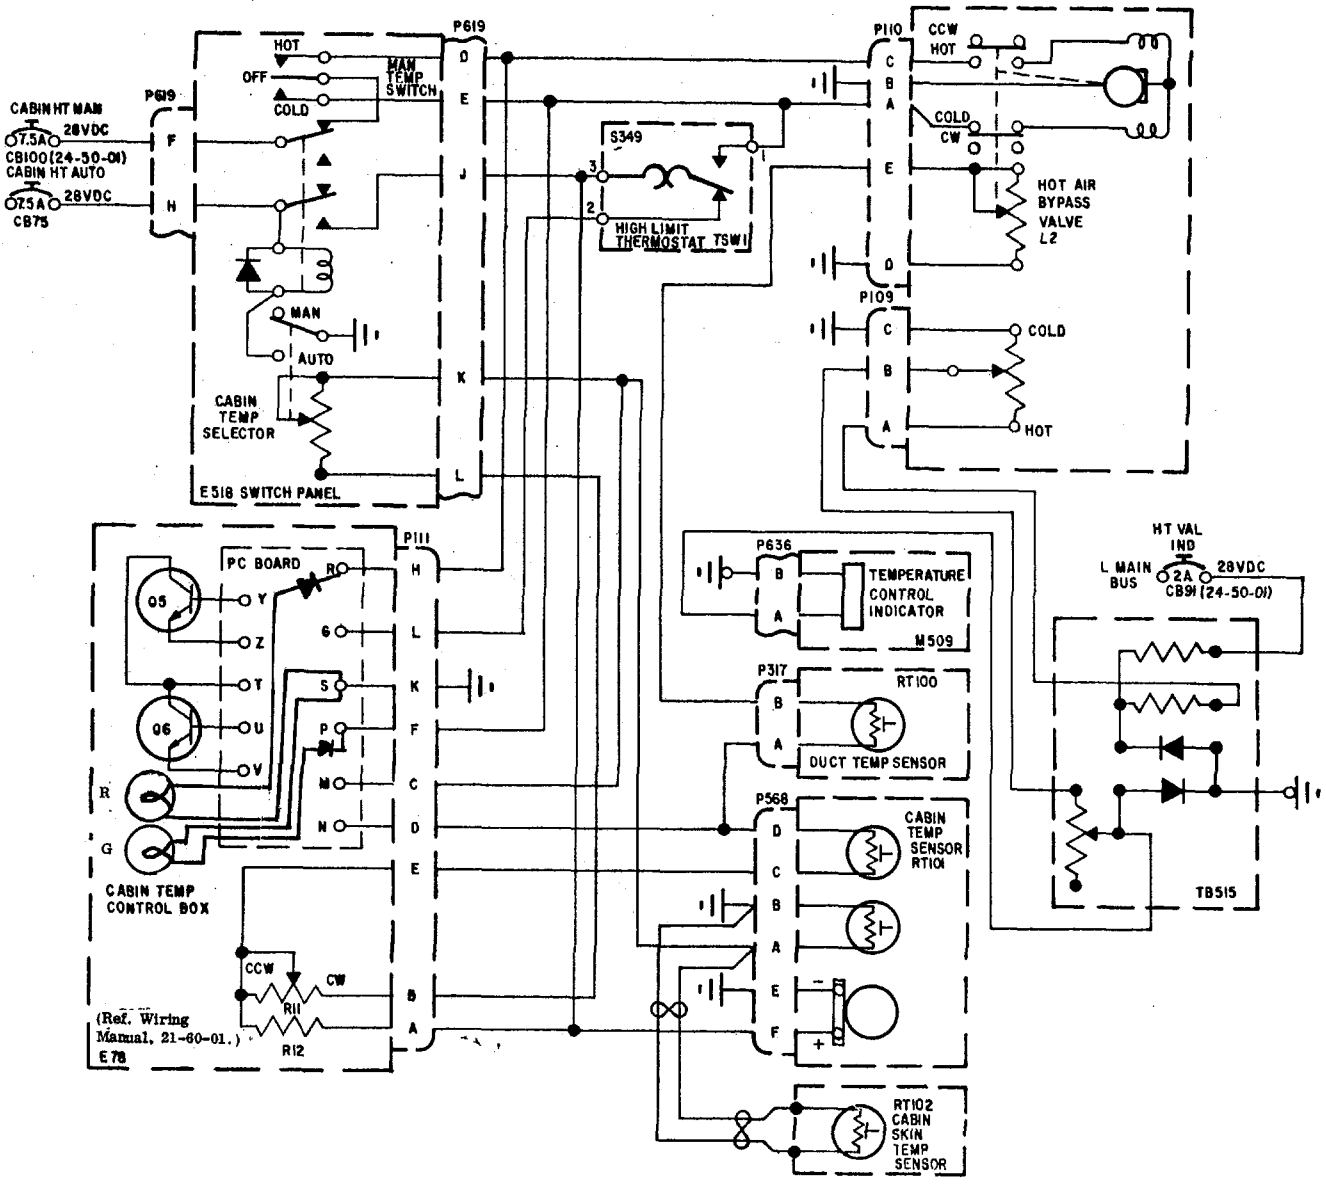 P619
HOT
MAN
TEMP
SWITCH
OFF
COLD
P619
CABIN HT MAN
7.5A
28VDC
CB100 (24-50-01)
CABIN HT AUTO
7.5A
28VDC
CB75
F
H
D
E
J
K
L
MAN
AUTO
CABIN
TEMP
SELECTOR
E518 SWITCH PANEL
S349
3
2
1
HIGH LIMIT
THERMOSTAT TSW1
P110
C
B
A
E
D
CCW
HOT
COLD
CW
HOT AIR
BYPASS
VALVE
L2
P109
C
B
A
COLD
HOT
P111
PC BOARD
R
H
Q5
Y
Z
G
L
T
S
K
Q6
U
P
F
V
R
M
C
G
N
D
E
CABIN TEMP
CONTROL BOX
CCW
CW
R11
B
R12
A
(Ref. Wiring
Manual, 21-60-01.)
E78
P636
B
A
TEMPERATURE
CONTROL
INDICATOR
M509
P317
RT100
B
A
DUCT TEMP SENSOR
P568
D
C
B
A
E
F
CABIN
TEMP
SENSOR
RT101
-
+
RT102
CABIN
SKIN
TEMP
SENSOR
HT VAL
IND
L MAIN
BUS
2A
28VDC
CB91 (24-50-01)
TB515